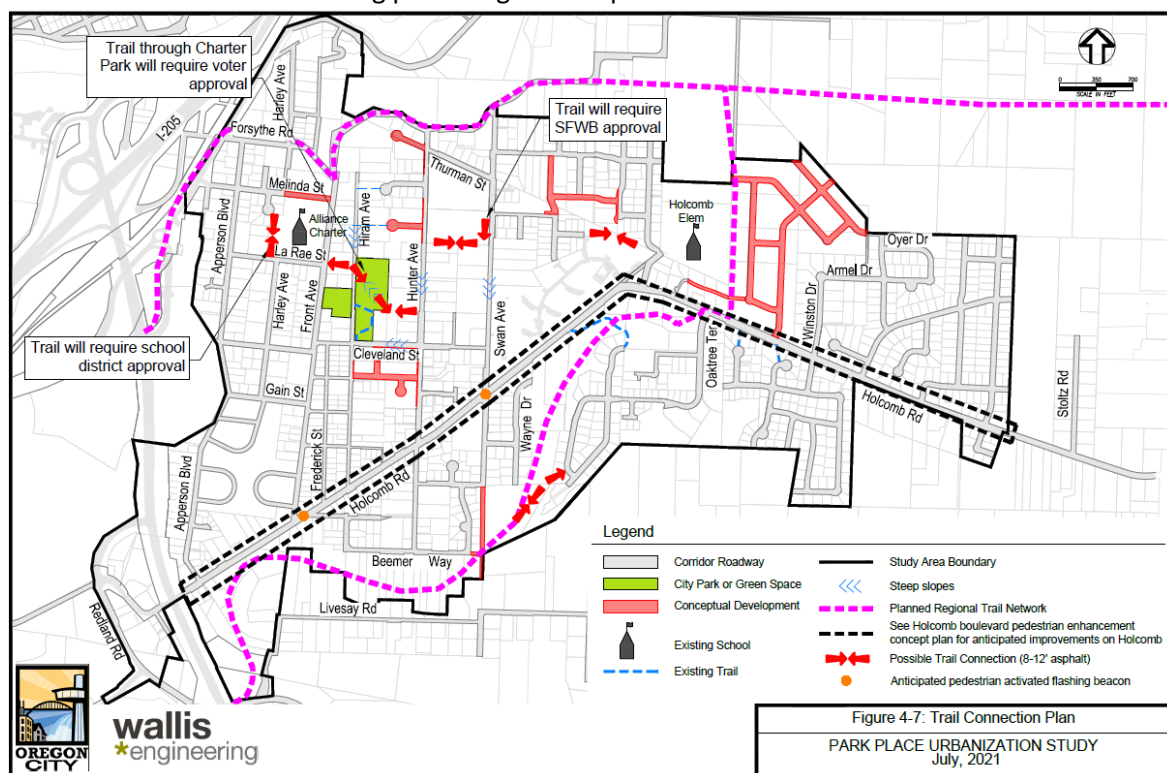 Trail through Charter
Park will require voter
approval
Trail will require
SFWB approval
Trail will require school
district approval
I-205
Harley Ave
Forsythe Rd
Thurman St
Melinda St
Apperson Blvd
Alliance
Charter
Hiram Ave
Holcomb
Elem
La Rae St
Harley Ave
Front Ave
Hunter Ave
Swan Ave
Oyer Dr
Armel Dr
Winston Dr
Cleveland St
Oaktree Ter
Gain St
Frederick St
Wayne Dr
Holcomb Rd
Stoltz Rd
Apperson Blvd
Holcomb Rd
Beemer Way
Livesay Rd
Redland Rd
0 350 700
SCALE IN FEET
Legend
Corridor Roadway
City Park or Green Space
Conceptual Development
Existing School
Existing Trail
Study Area Boundary
Steep slopes
Planned Regional Trail Network
See Holcomb boulevard pedestrian enhancement
concept plan for anticipated improvements on Holcomb
Possible Trail Connection (8-12' asphalt)
Anticipated pedestrian activated flashing beacon
OREGON
CITY
wallis
*engineering
Figure 4-7: Trail Connection Plan
PARK PLACE URBANIZATION STUDY
July, 2021